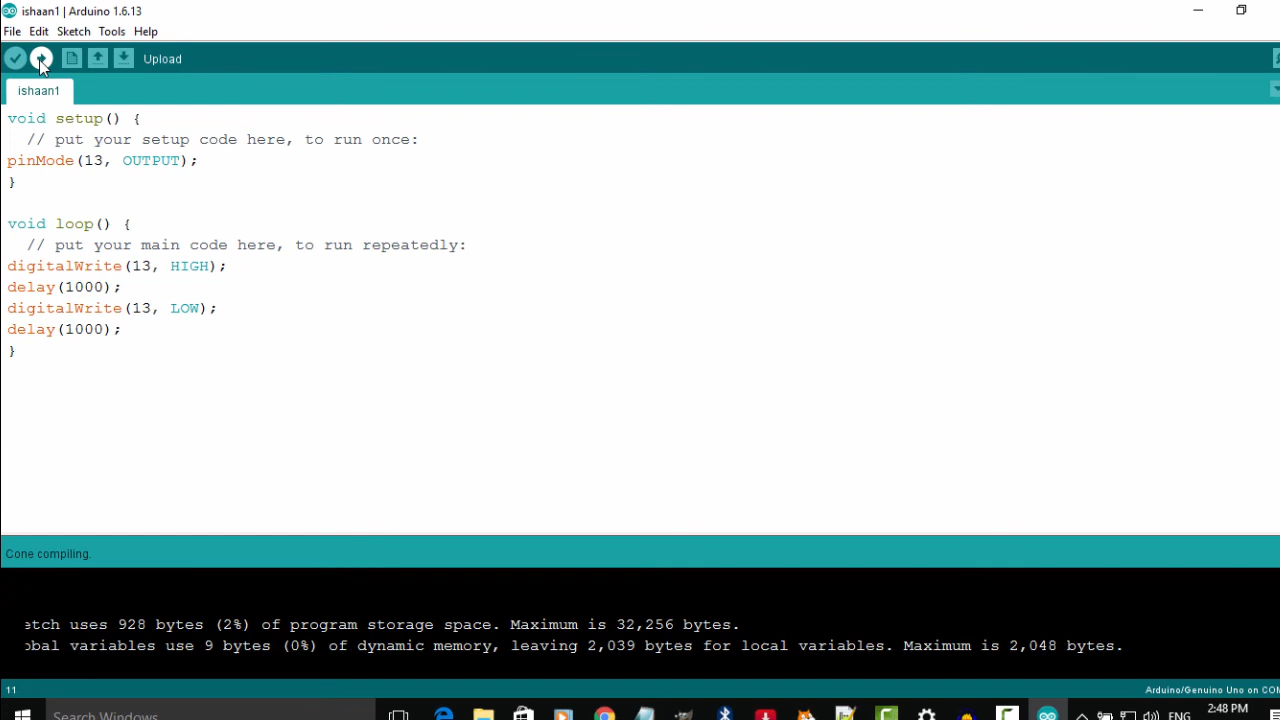 ishaan1 | Arduino 1.6.13
File Edit Sketch Tools Help
Upload
ishaan1
void setup() {
// put your setup code here, to run once:
pinMode(13, OUTPUT);
}
void loop() {
// put your main code here, to run repeatedly:
digitalWrite(13, HIGH);
delay(1000);
digitalWrite(13, LOW);
delay(1000);
}
Cone compiling.
etch uses 928 bytes (2%) of program storage space. Maximum is 32,256 bytes.
obal variables use 9 bytes (0%) of dynamic memory, leaving 2,039 bytes for local variables. Maximum is 2,048 bytes.
11
Arduino/Genuino Uno on COM
Search Windows
ENG
2:48 PM